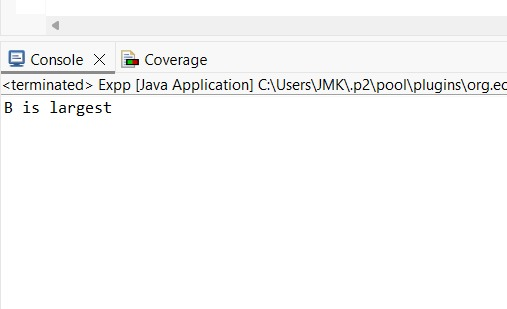 Console Coverage
<terminated> Expp [Java Application] C:\Users\JMK\.p2\pool\plugins\org.ec
B is largest